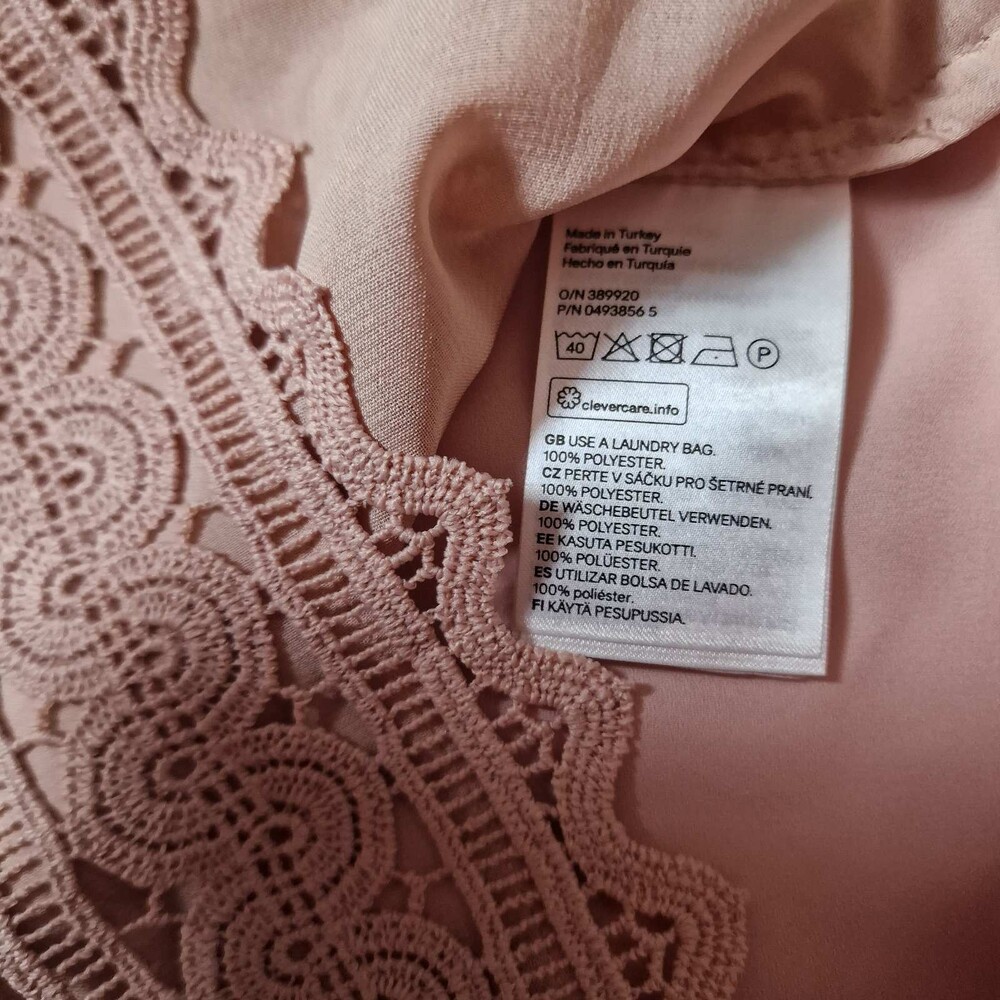 Made in Turkey
Fabriqué en Turquie
Hecho en Turquía
O/N 389920
P/N 0493856 5
40 P
clevercare.info
GB USE A LAUNDRY BAG.
100% POLYESTER.
CZ PERTE V SÁČKU PRO ŠETRNÉ PRANÍ.
100% POLYESTER.
DE WÄSCHEBEUTEL VERWENDEN.
100% POLYESTER.
EE KASUTA PESUKOTTI.
100% POLÜESTER.
ES UTILIZAR BOLSA DE LAVADO.
100% poliéster.
FI KÄYTÄ PESUPUSSIA.